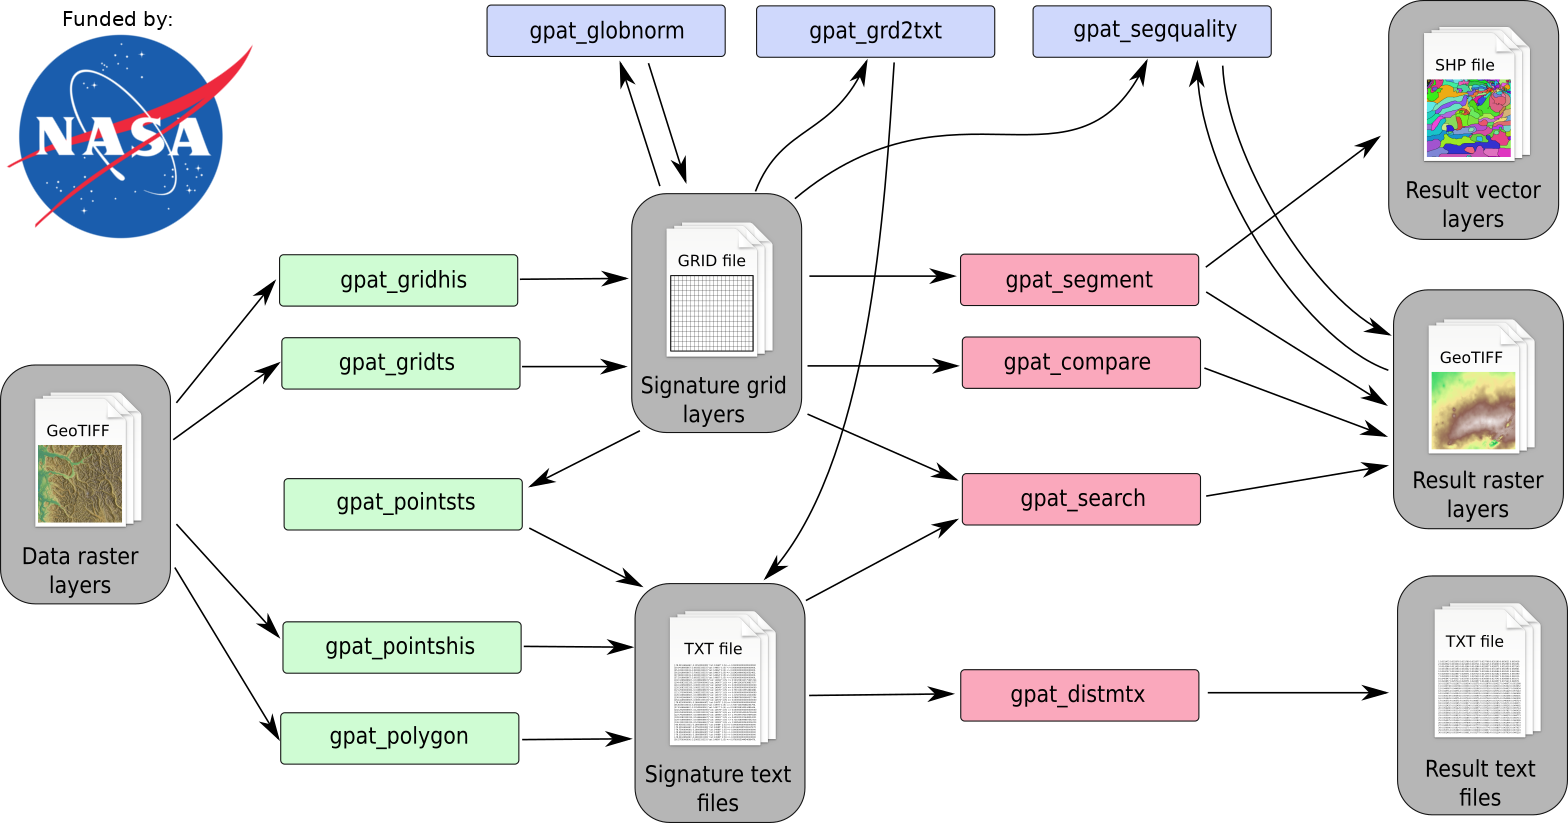 Funded by:
NASA
gpat_globnorm
gpat_grd2txt
gpat_segquality
SHP file
Result vector
layers
gpat_gridhis
gpat_gridts
GRID file
Signature grid
layers
gpat_segment
gpat_compare
GeoTIFF
Result raster
layers
GeoTIFF
Data raster
layers
gpat_pointsts
gpat_search
gpat_pointshis
gpat_polygon
TXT file
Signature text
files
gpat_distmtx
TXT file
Result text
files